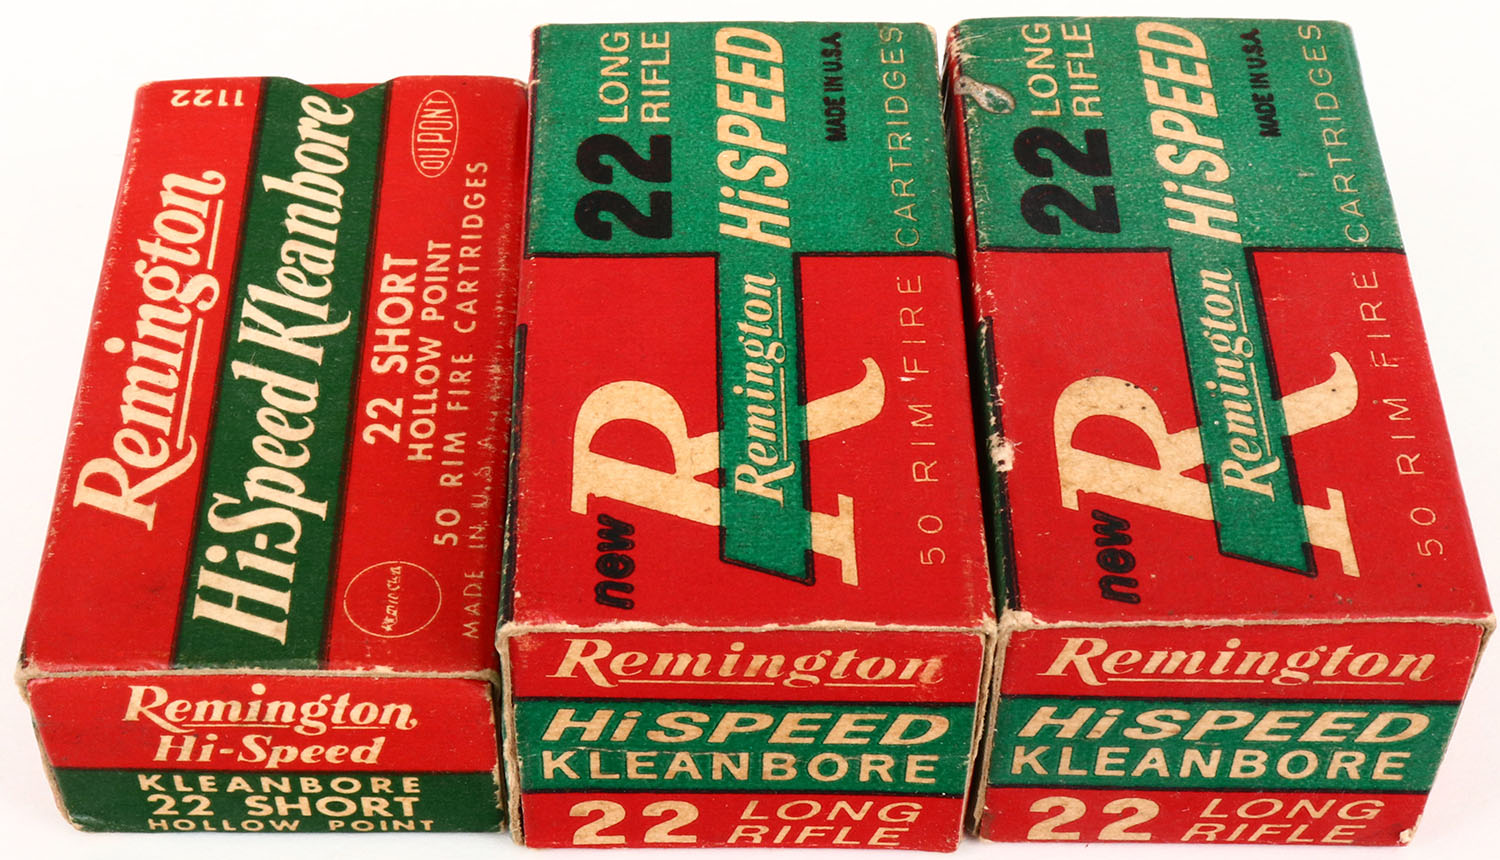 1122
Remington
Hi-Speed Kleanbore
DUPONT
22 SHORT
HOLLOW POINT
50 RIM FIRE CARTRIDGES
MADE IN U.S.A.
Remington
Hi-Speed
KLEANBORE
22 SHORT
HOLLOW POINT
22 LONG
RIFLE
HiSPEED
MADE IN U.S.A.
new R
Remington
50 RIM FIRE CARTRIDGES
Remington
HiSPEED
KLEANBORE
22 LONG
RIFLE
22 LONG
RIFLE
HiSPEED
MADE IN U.S.A.
new R
Remington
50 RIM FIRE CARTRIDGES
Remington
HiSPEED
KLEANBORE
22 LONG
RIFLE